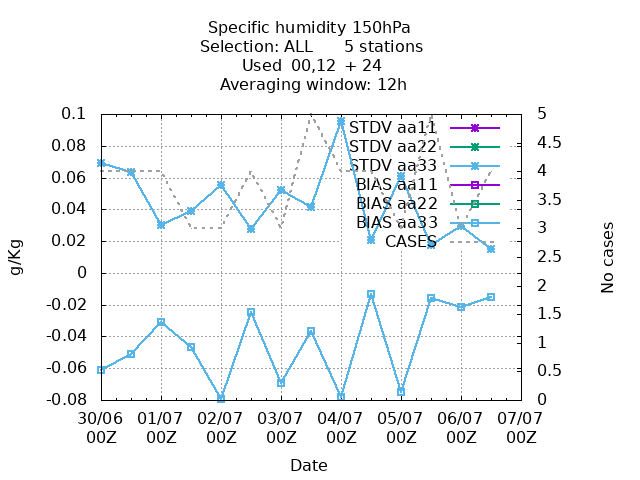 Specific humidity 150hPa
Selection: ALL 5 stations
Used 00,12 + 24
Averaging window: 12h
0.1
0.08
0.06
0.04
0.02
0
-0.02
-0.04
-0.06
-0.08
g/Kg
STDV aa11
STDV aa22
STDV aa33
BIAS aa11
BIAS aa22
BIAS aa33
CASES
5
4.5
4
3.5
3
2.5
2
1.5
1
0.5
0
No cases
30/06 01/07 02/07 03/07 04/07 05/07 06/07 07/07
00Z 00Z 00Z 00Z 00Z 00Z 00Z 00Z
Date